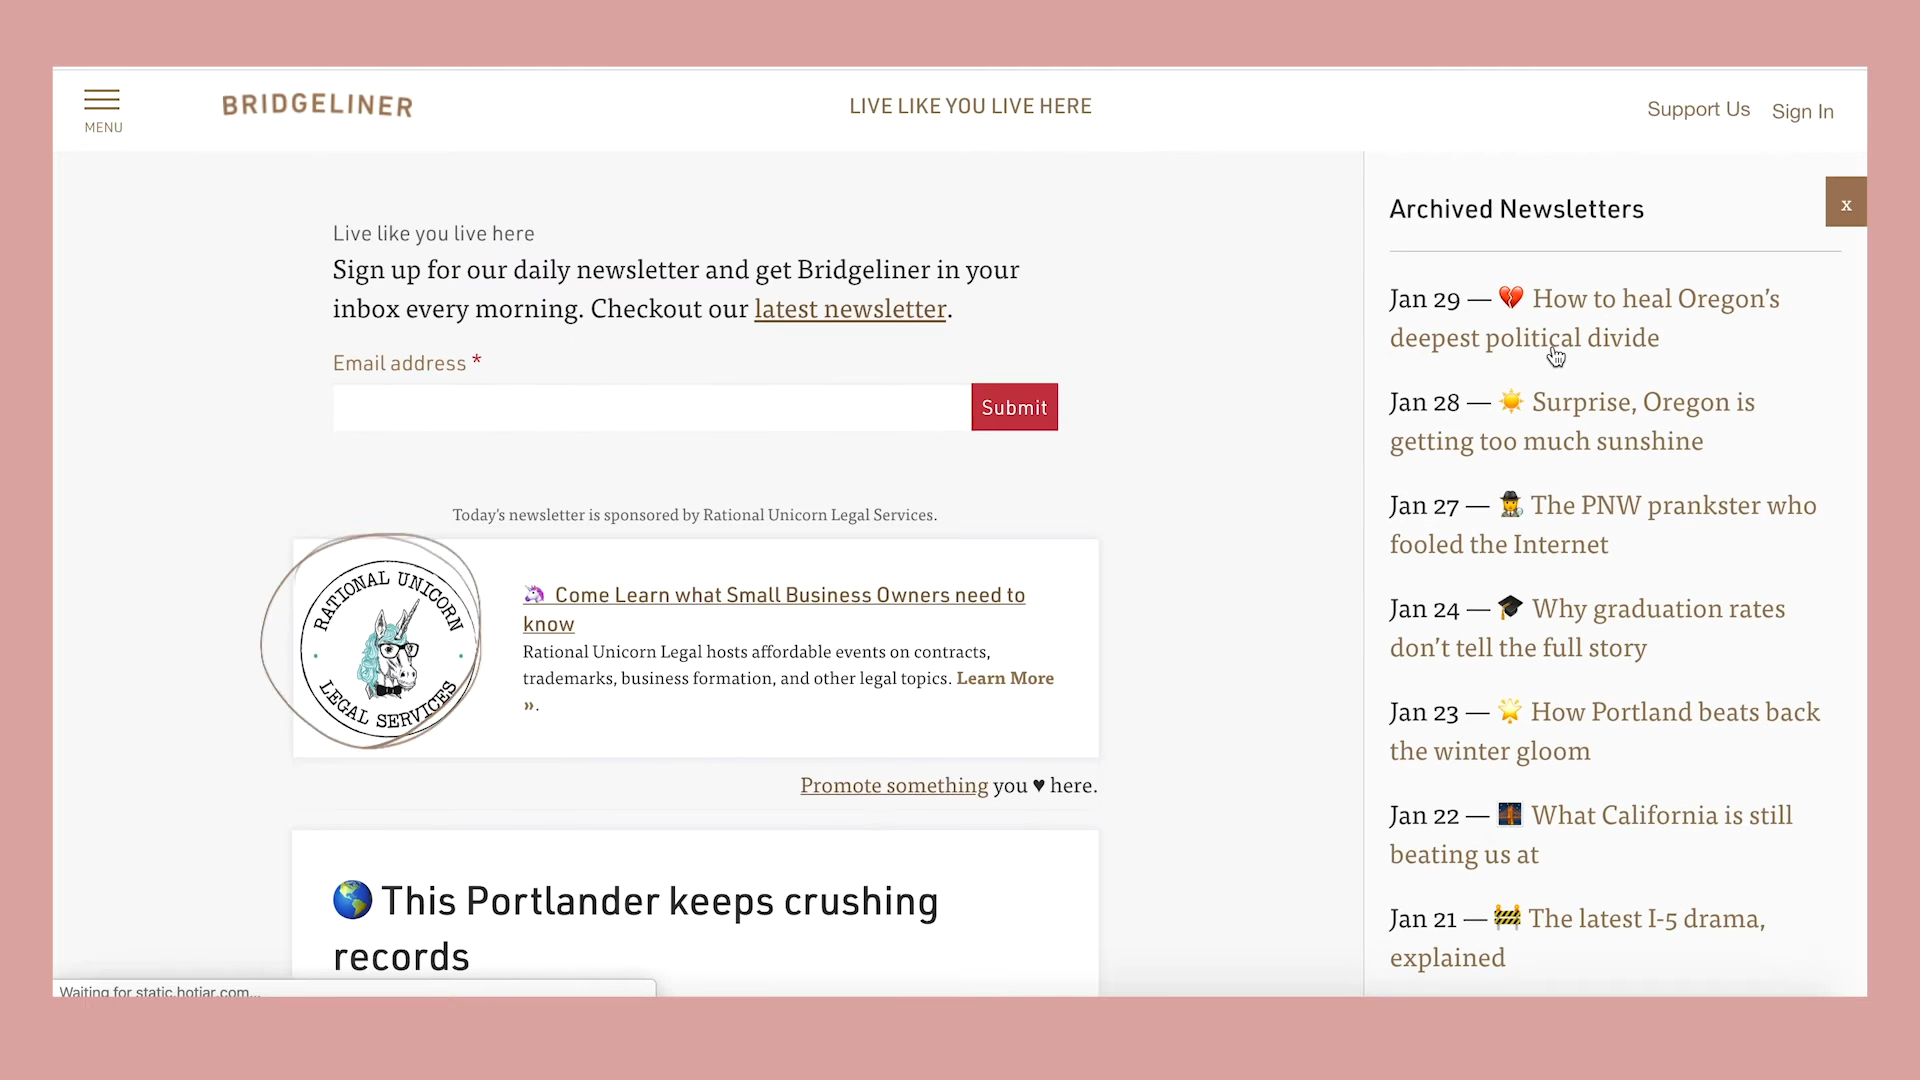 MENU
BRIDGELINER
LIVE LIKE YOU LIVE HERE
Support Us
Sign In
Live like you live here
Sign up for our daily newsletter and get Bridgeliner in your
inbox every morning. Checkout our latest newsletter.
Email address *
Submit
Today's newsletter is sponsored by Rational Unicorn Legal Services.
RATIONAL UNICORN
LEGAL SERVICES
🦄 Come Learn what Small Business Owners need to
know
Rational Unicorn Legal hosts affordable events on contracts,
trademarks, business formation, and other legal topics. Learn More
».
Promote something you ♥ here.
🌎 This Portlander keeps crushing
records
Waiting for static.hotjar.com...
Archived Newsletters
x
Jan 29 — 💔 How to heal Oregon's
deepest political divide
Jan 28 — ☀️ Surprise, Oregon is
getting too much sunshine
Jan 27 — 🕵️ The PNW prankster who
fooled the Internet
Jan 24 — 🎓 Why graduation rates
don't tell the full story
Jan 23 — 🌟 How Portland beats back
the winter gloom
Jan 22 — 🌉 What California is still
beating us at
Jan 21 — 🚧 The latest I-5 drama,
explained